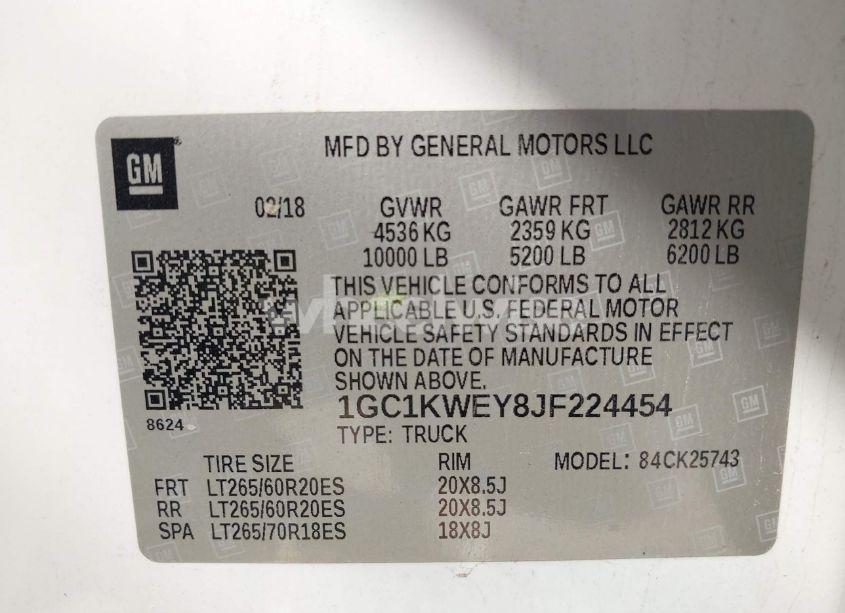 GM
MFD BY GENERAL MOTORS LLC
02/18 GVWR GAWR FRT GAWR RR
4536 KG 2359 KG 2812 KG
10000 LB 5200 LB 6200 LB
THIS VEHICLE CONFORMS TO ALL
APPLICABLE U.S. FEDERAL MOTOR
VEHICLE SAFETY STANDARDS IN EFFECT
ON THE DATE OF MANUFACTURE
SHOWN ABOVE.
8624
1GC1KWEY8JF224454
TYPE: TRUCK
TIRE SIZE RIM MODEL: 84CK25743
FRT LT265/60R20ES 20X8.5J
RR LT265/60R20ES 20X8.5J
SPA LT265/70R18ES 18X8J